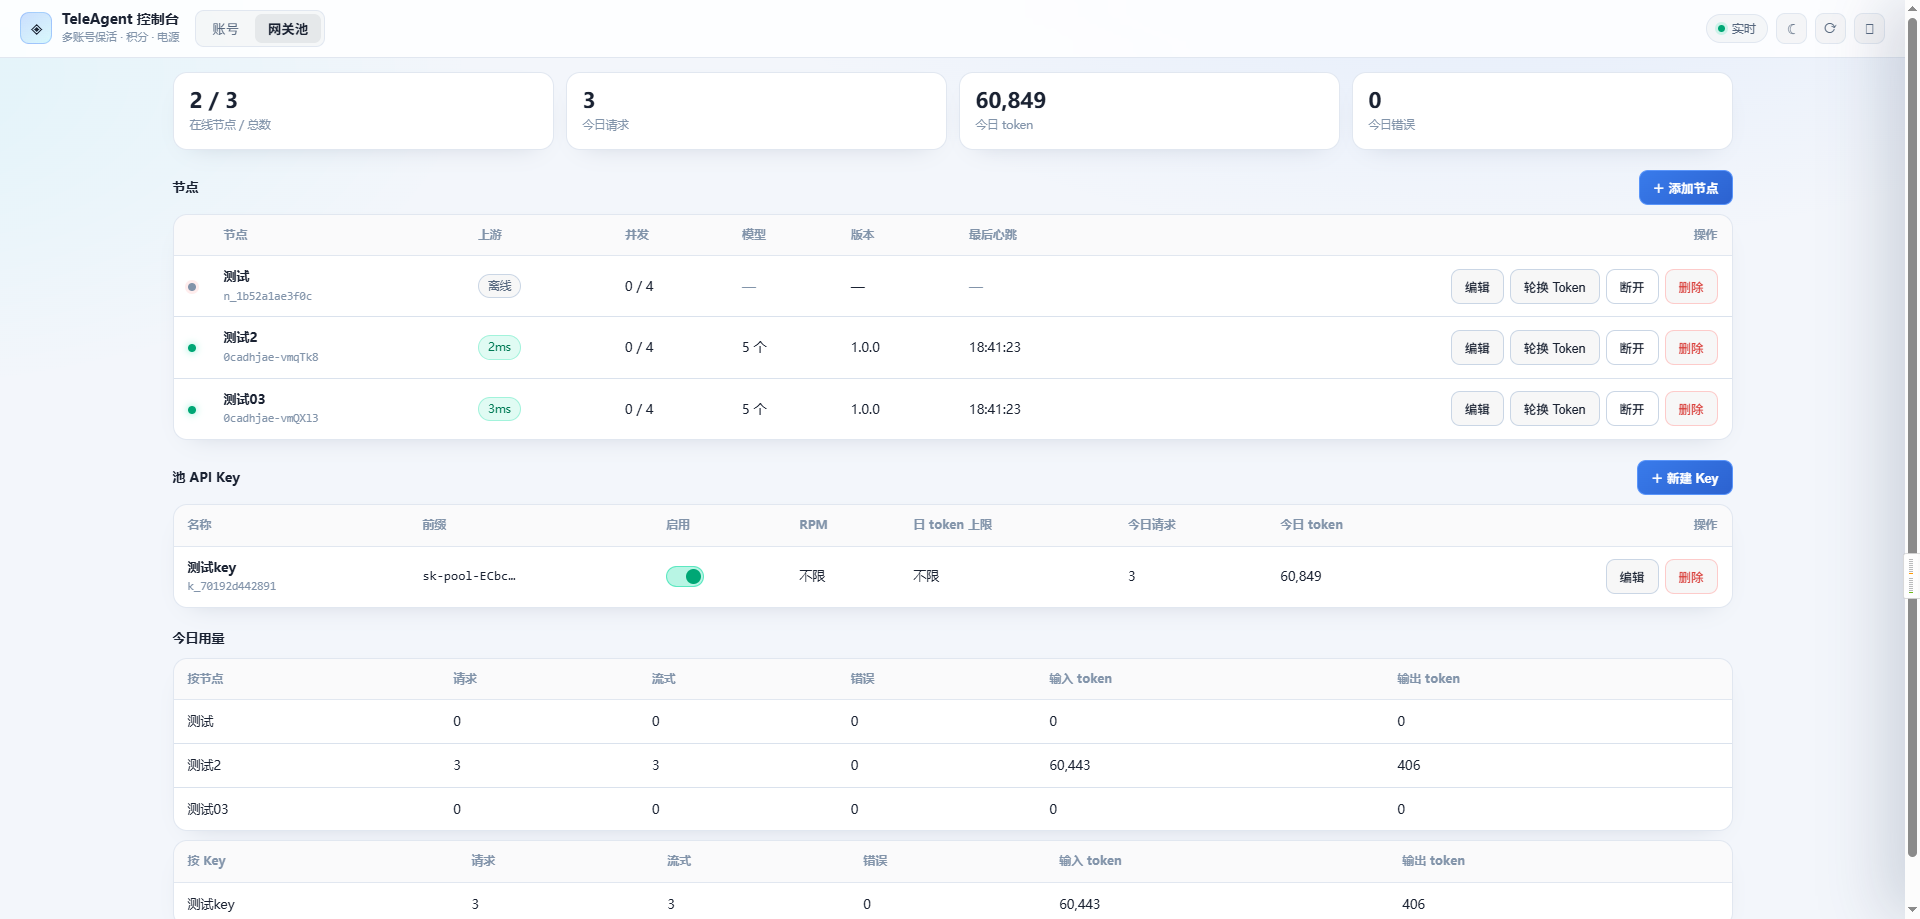 TeleAgent 控制台
多账号保活 · 积分 · 电源
账号
网关池
实时
2 / 3
在线节点 / 总数
3
今日请求
60,849
今日 token
0
今日错误
节点
+ 添加节点
节点 上游 并发 模型 版本 最后心跳 操作
测试
n_1b52a1ae3f0c
离线 0 / 4 — — — 编辑 轮换 Token 断开 删除
测试2
0cadhjae-vmqTk8
2ms 0 / 4 5 个 1.0.0 18:41:23 编辑 轮换 Token 断开 删除
测试03
0cadhjae-vmQX13
3ms 0 / 4 5 个 1.0.0 18:41:23 编辑 轮换 Token 断开 删除
池 API Key
+ 新建 Key
名称 前缀 启用 RPM 日 token 上限 今日请求 今日 token 操作
测试key
k_70192d442891
sk-pool-ECbc… 不限 不限 3 60,849 编辑 删除
今日用量
按节点 请求 流式 错误 输入 token 输出 token
测试 0 0 0 0 0
测试2 3 3 0 60,443 406
测试03 0 0 0 0 0
按 Key 请求 流式 错误 输入 token 输出 token
测试key 3 3 0 60,443 406